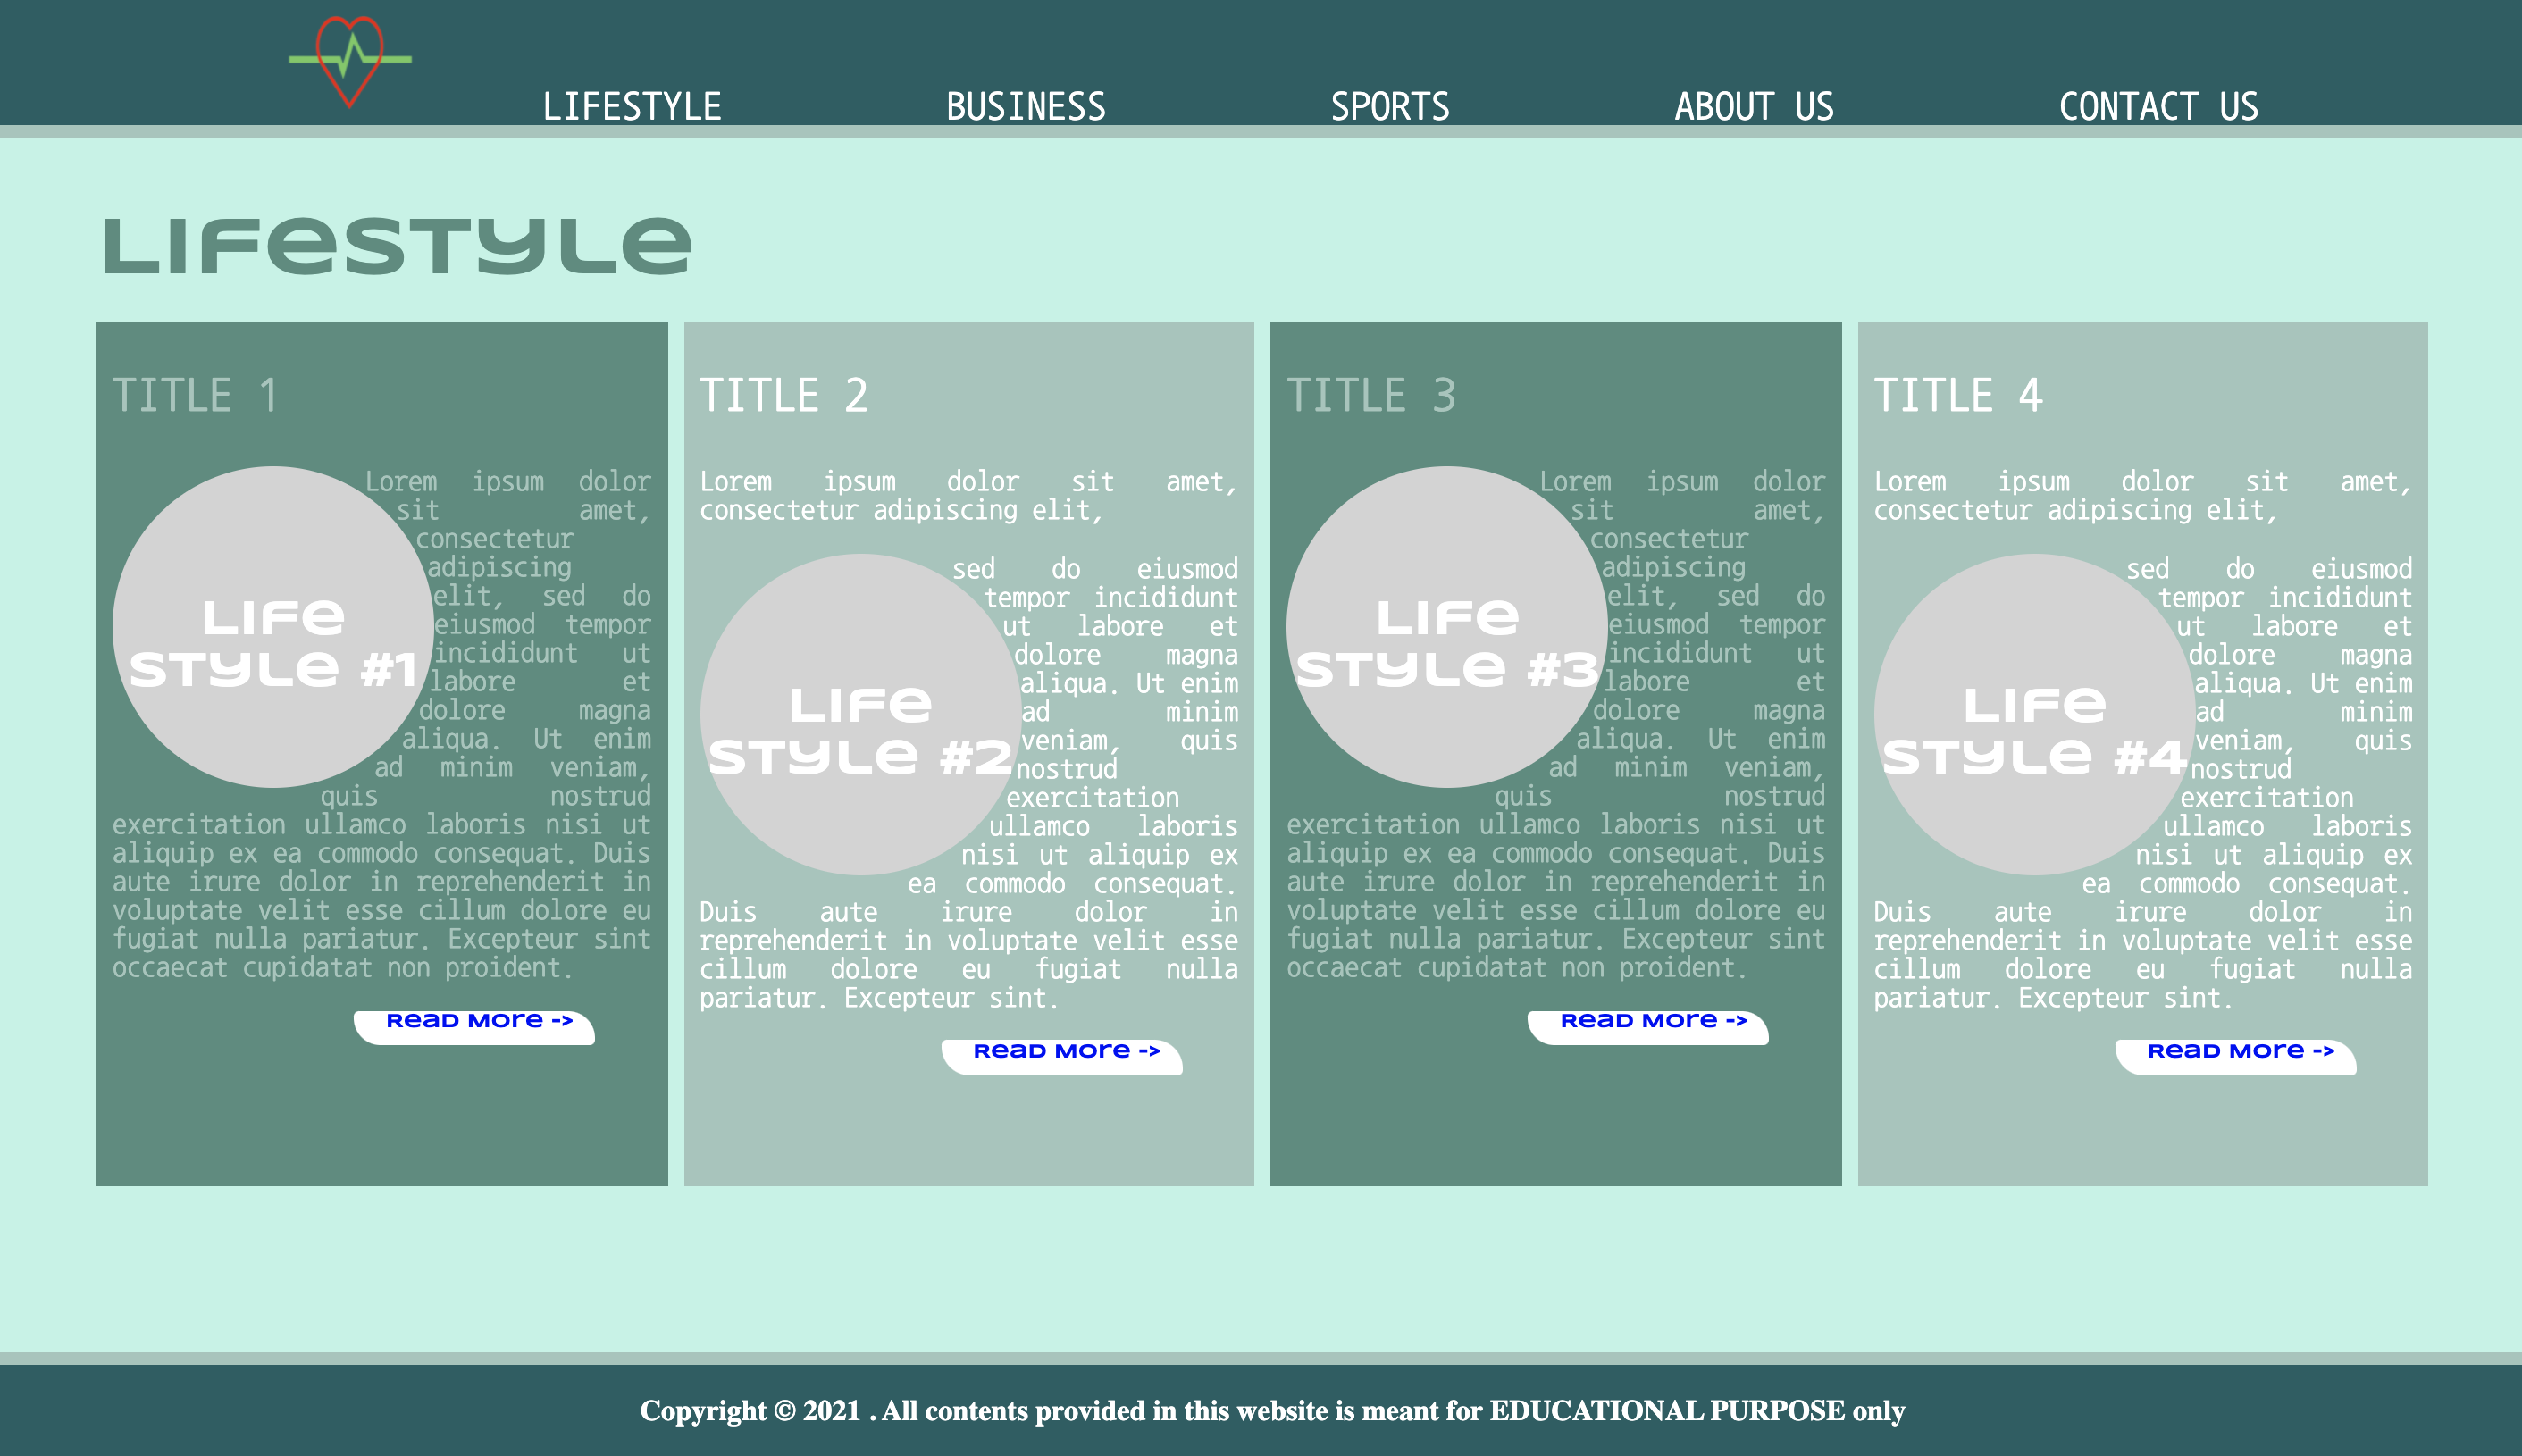 LIFESTYLE BUSINESS SPORTS ABOUT US CONTACT US
Lifestyle
TITLE 1
Life
Style #1
Lorem ipsum dolor
sit amet,
consectetur
adipiscing
elit, sed do
eiusmod tempor
incididunt ut
labore et
dolore magna
aliqua. Ut enim
ad minim veniam,
quis nostrud
exercitation ullamco laboris nisi ut
aliquip ex ea commodo consequat. Duis
aute irure dolor in reprehenderit in
voluptate velit esse cillum dolore eu
fugiat nulla pariatur. Excepteur sint
occaecat cupidatat non proident.
Read More ->
TITLE 2
Lorem ipsum dolor sit amet,
consectetur adipiscing elit,
Life
Style #2
sed do eiusmod
tempor incididunt
ut labore et
dolore magna
aliqua. Ut enim
ad minim
veniam, quis
nostrud
exercitation
ullamco laboris
nisi ut aliquip ex
ea commodo consequat.
Duis aute irure dolor in
reprehenderit in voluptate velit esse
cillum dolore eu fugiat nulla
pariatur. Excepteur sint.
Read More ->
TITLE 3
Life
Style #3
Lorem ipsum dolor
sit amet,
consectetur
adipiscing
elit, sed do
eiusmod tempor
incididunt ut
labore et
dolore magna
aliqua. Ut enim
ad minim veniam,
quis nostrud
exercitation ullamco laboris nisi ut
aliquip ex ea commodo consequat. Duis
aute irure dolor in reprehenderit in
voluptate velit esse cillum dolore eu
fugiat nulla pariatur. Excepteur sint
occaecat cupidatat non proident.
Read More ->
TITLE 4
Lorem ipsum dolor sit amet,
consectetur adipiscing elit,
Life
Style #4
sed do eiusmod
tempor incididunt
ut labore et
dolore magna
aliqua. Ut enim
ad minim
veniam, quis
nostrud
exercitation
ullamco laboris
nisi ut aliquip ex
ea commodo consequat.
Duis aute irure dolor in
reprehenderit in voluptate velit esse
cillum dolore eu fugiat nulla
pariatur. Excepteur sint.
Read More ->
Copyright © 2021 . All contents provided in this website is meant for EDUCATIONAL PURPOSE only